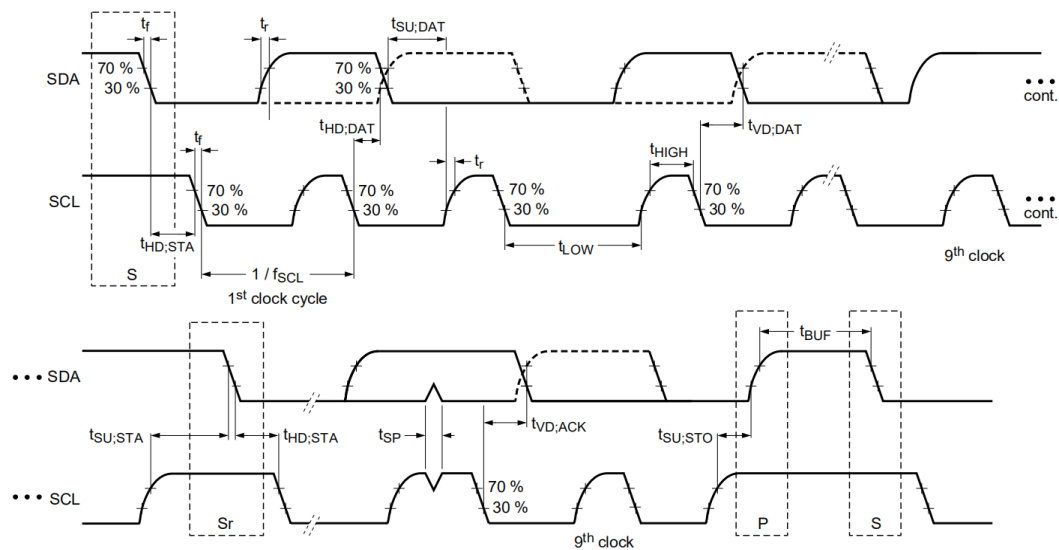 tf
tr
tSU;DAT
70 %
30 %
70 %
30 %
SDA
cont.
tHD;DAT
tVD;DAT
tf
tr
tHIGH
70 %
30 %
70 %
30 %
70 %
30 %
70 %
30 %
SCL
cont.
tHD;STA
tLOW
S
1 / fSCL
1st clock cycle
9th clock
tBUF
SDA
tSU;STA
tHD;STA
tSP
tVD;ACK
tSU;STO
70 %
30 %
SCL
Sr
P
S
9th clock